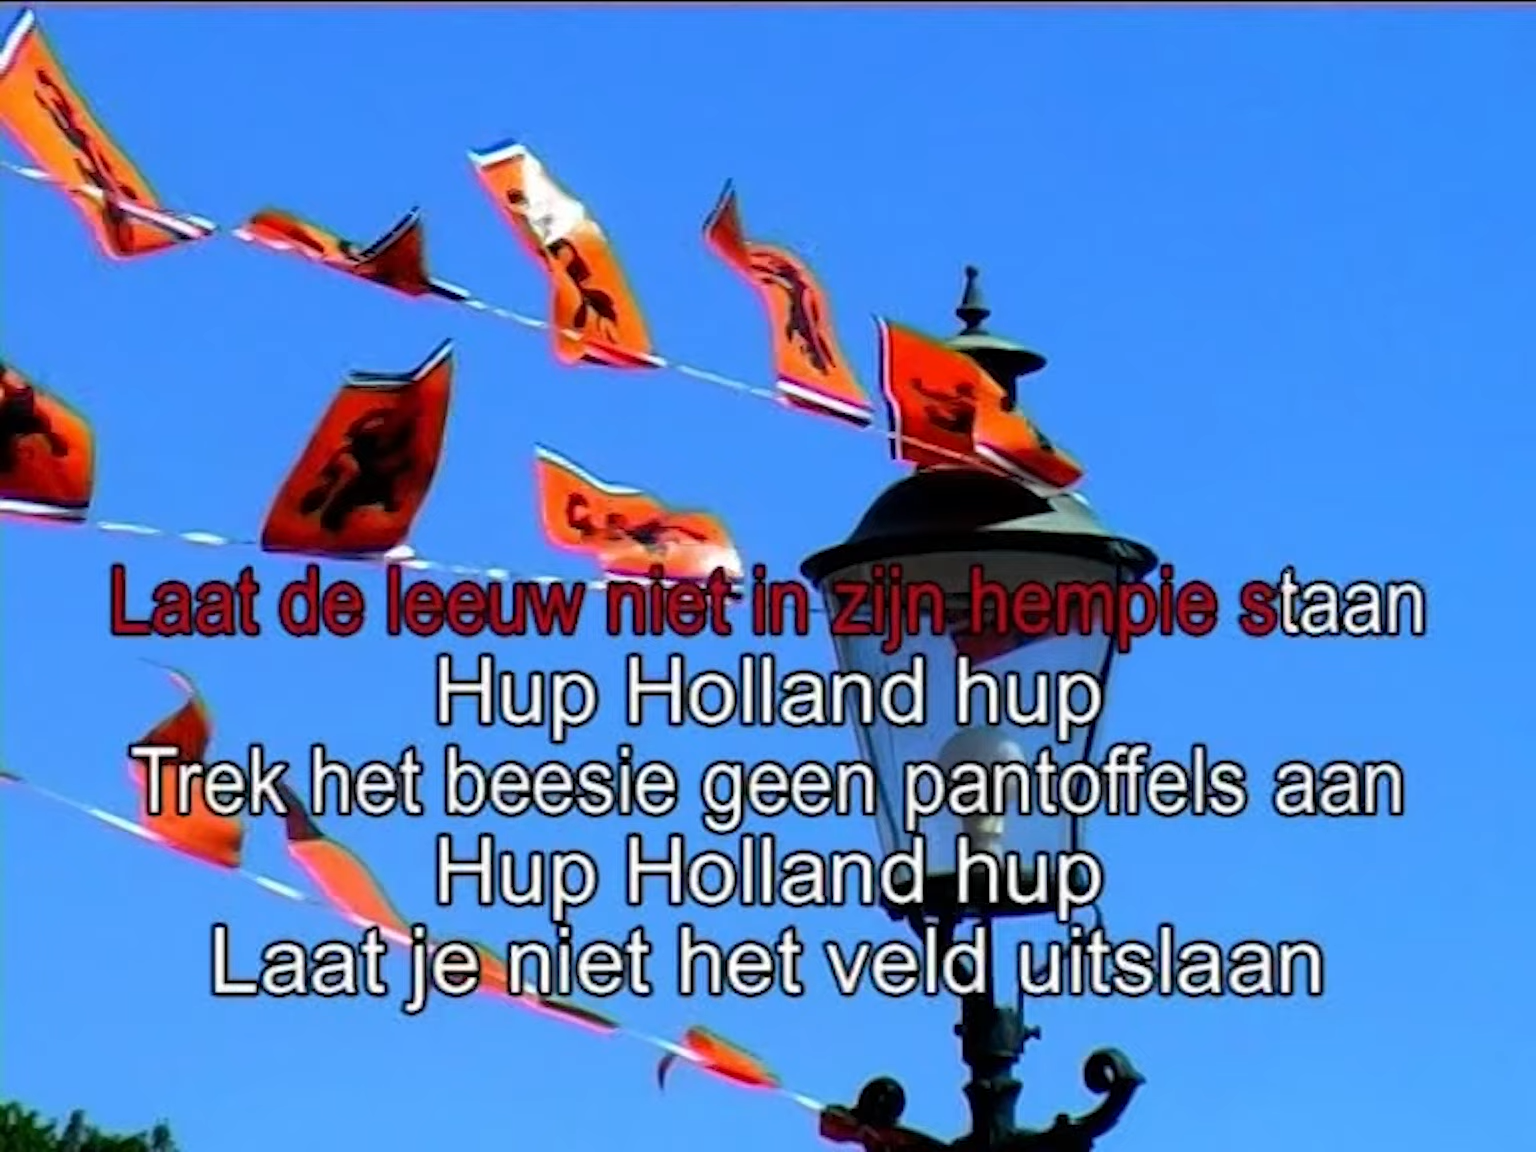 Laat de leeuw niet in zijn hempie staan
Hup Holland hup
Trek het beesie geen pantoffels aan
Hup Holland hup
Laat je niet het veld uitslaan